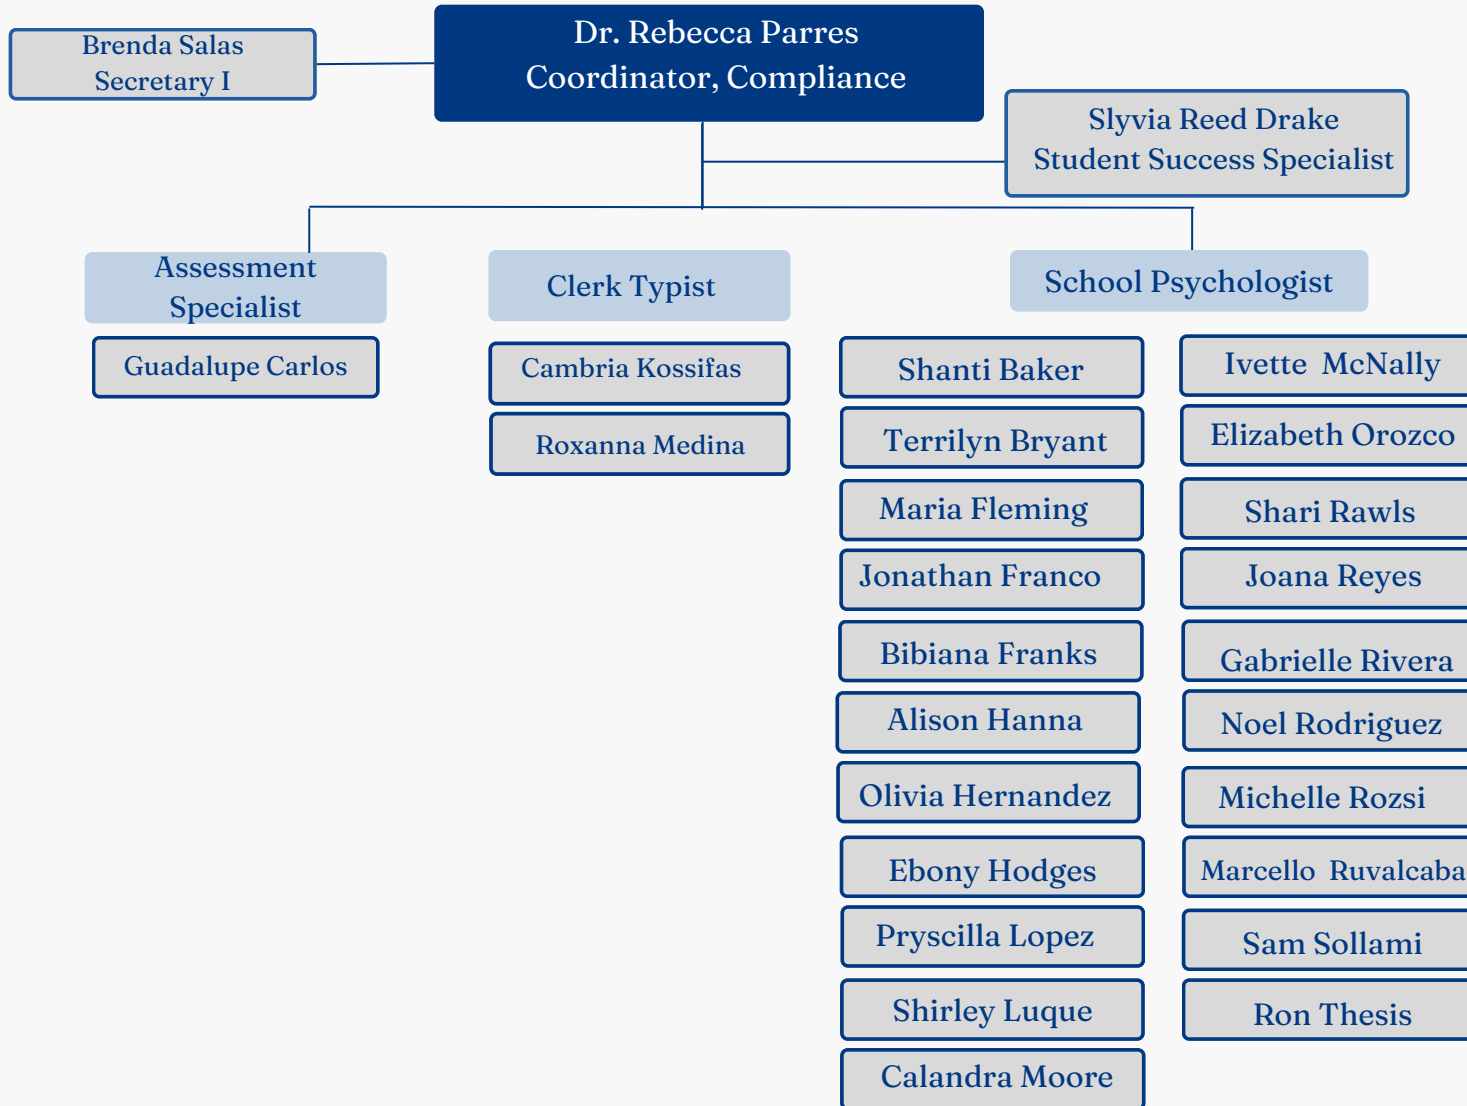 Brenda Salas
Secretary I
Dr. Rebecca Parres
Coordinator, Compliance
Slyvia Reed Drake
Student Success Specialist
Assessment
Specialist
Guadalupe Carlos
Clerk Typist
Cambria Kossifas
Roxanna Medina
School Psychologist
Shanti Baker
Terrilyn Bryant
Maria Fleming
Jonathan Franco
Bibiana Franks
Alison Hanna
Olivia Hernandez
Ebony Hodges
Pryscilla Lopez
Shirley Luque
Calandra Moore
Ivette McNally
Elizabeth Orozco
Shari Rawls
Joana Reyes
Gabrielle Rivera
Noel Rodriguez
Michelle Rozsi
Marcello Ruvalcaba
Sam Sollami
Ron Thesis